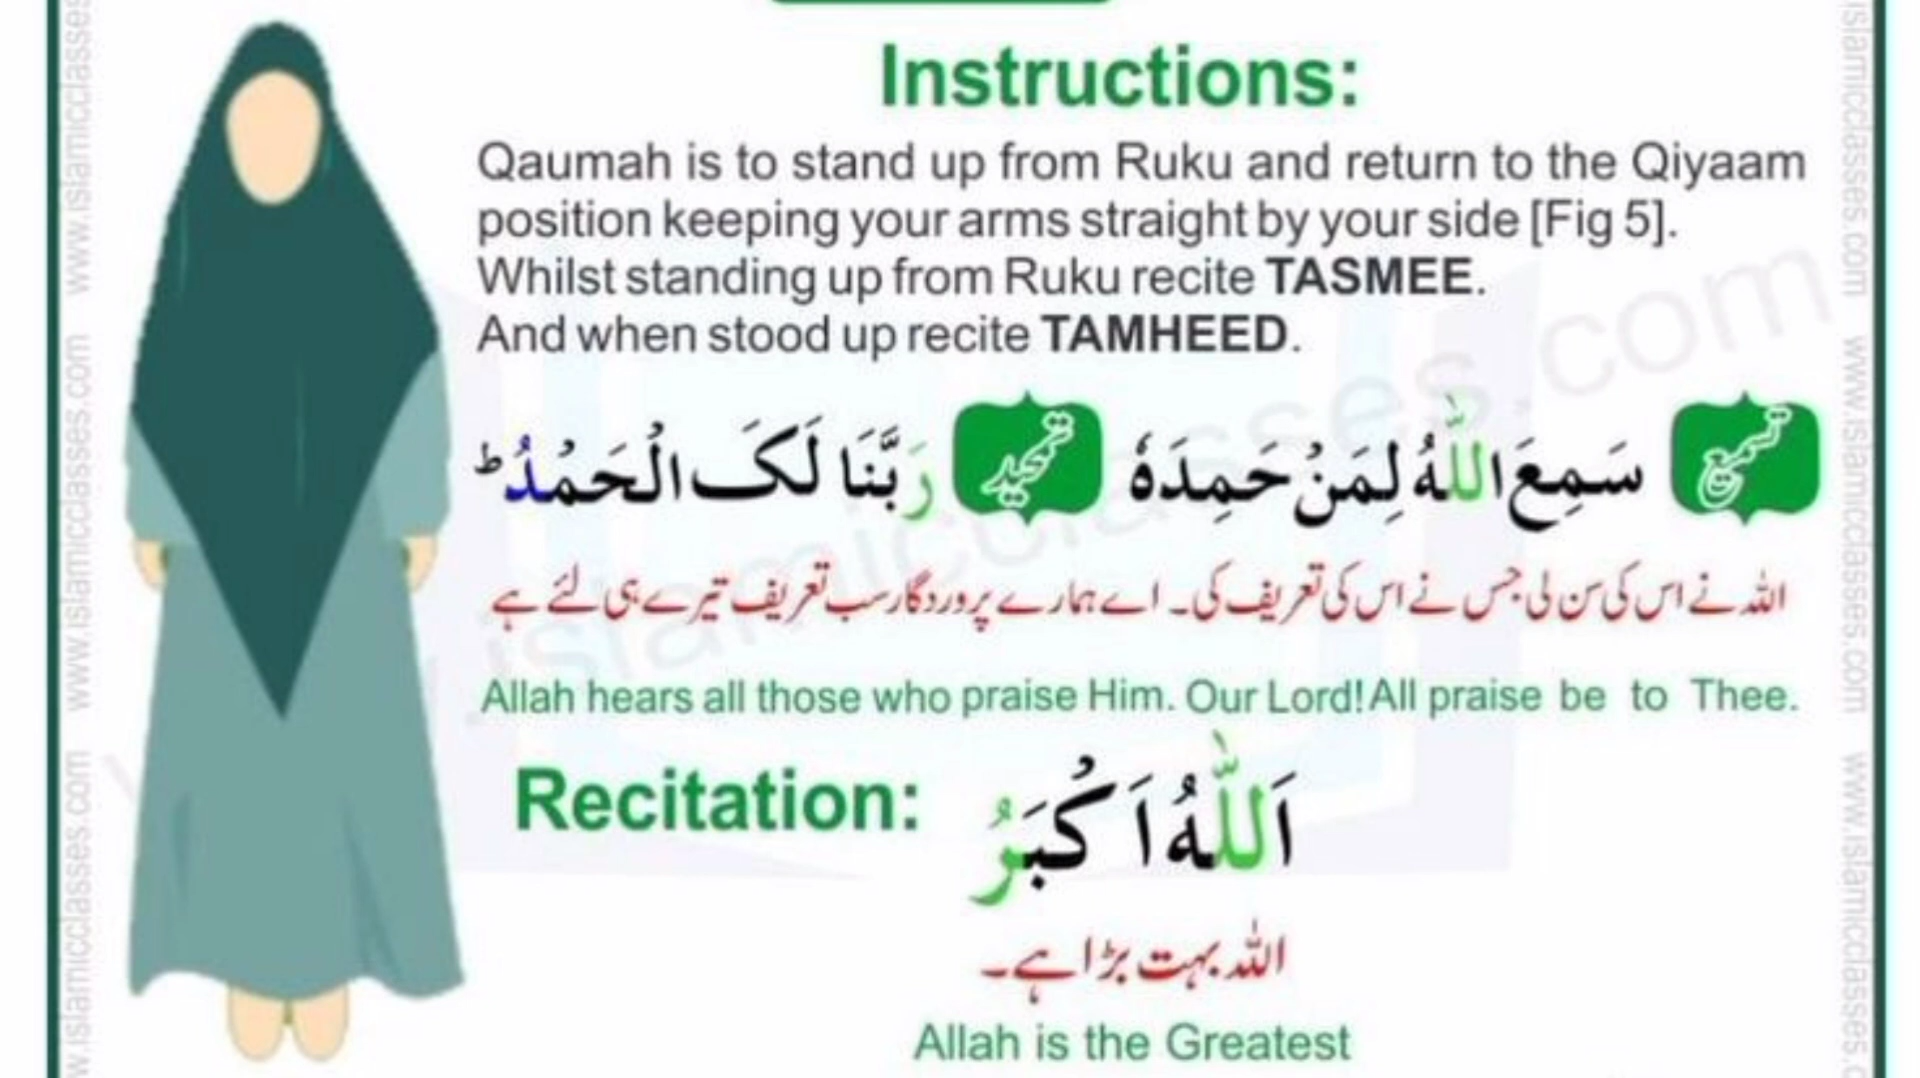 Instructions:
Qaumah is to stand up from Ruku and return to the Qiyaam
position keeping your arms straight by your side [Fig 5].
Whilst standing up from Ruku recite TASMEE.
And when stood up recite TAMHEED.
تسمیع سَمِعَ اللّٰهُ لِمَنْ حَمِدَهٗ تحمید رَبَّنَا لَکَ الْحَمْدُ ؕ
اللہ نے اس کی سن لی جس نے اس کی تعریف کی۔ اے ہمارے پروردگار سب تعریف تیرے ہی لئے ہے
Allah hears all those who praise Him. Our Lord! All praise be to Thee.
Recitation: اَللّٰهُ اَکْبَرُ
اللہ بہت بڑا ہے۔
Allah is the Greatest
www.islamicclasses.com